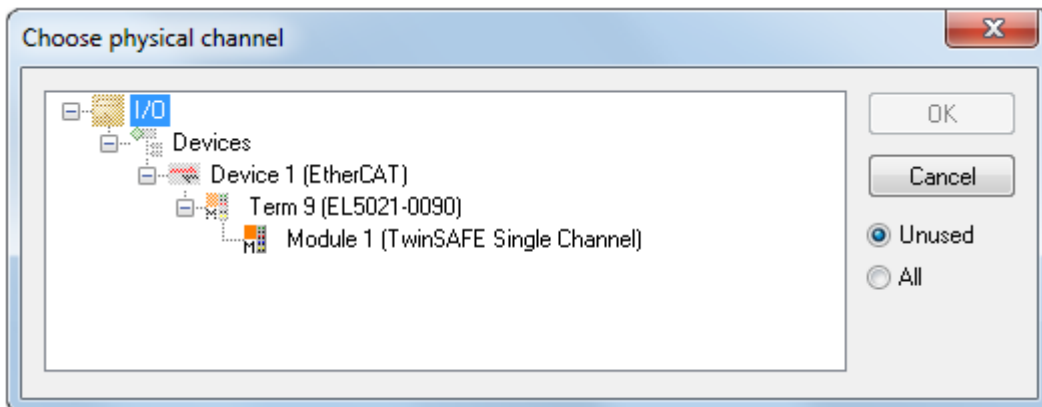 Choose physical channel
I/O
Devices
Device 1 (EtherCAT)
Term 9 (EL5021-0090)
Module 1 (TwinSAFE Single Channel)
OK
Cancel
Unused
All